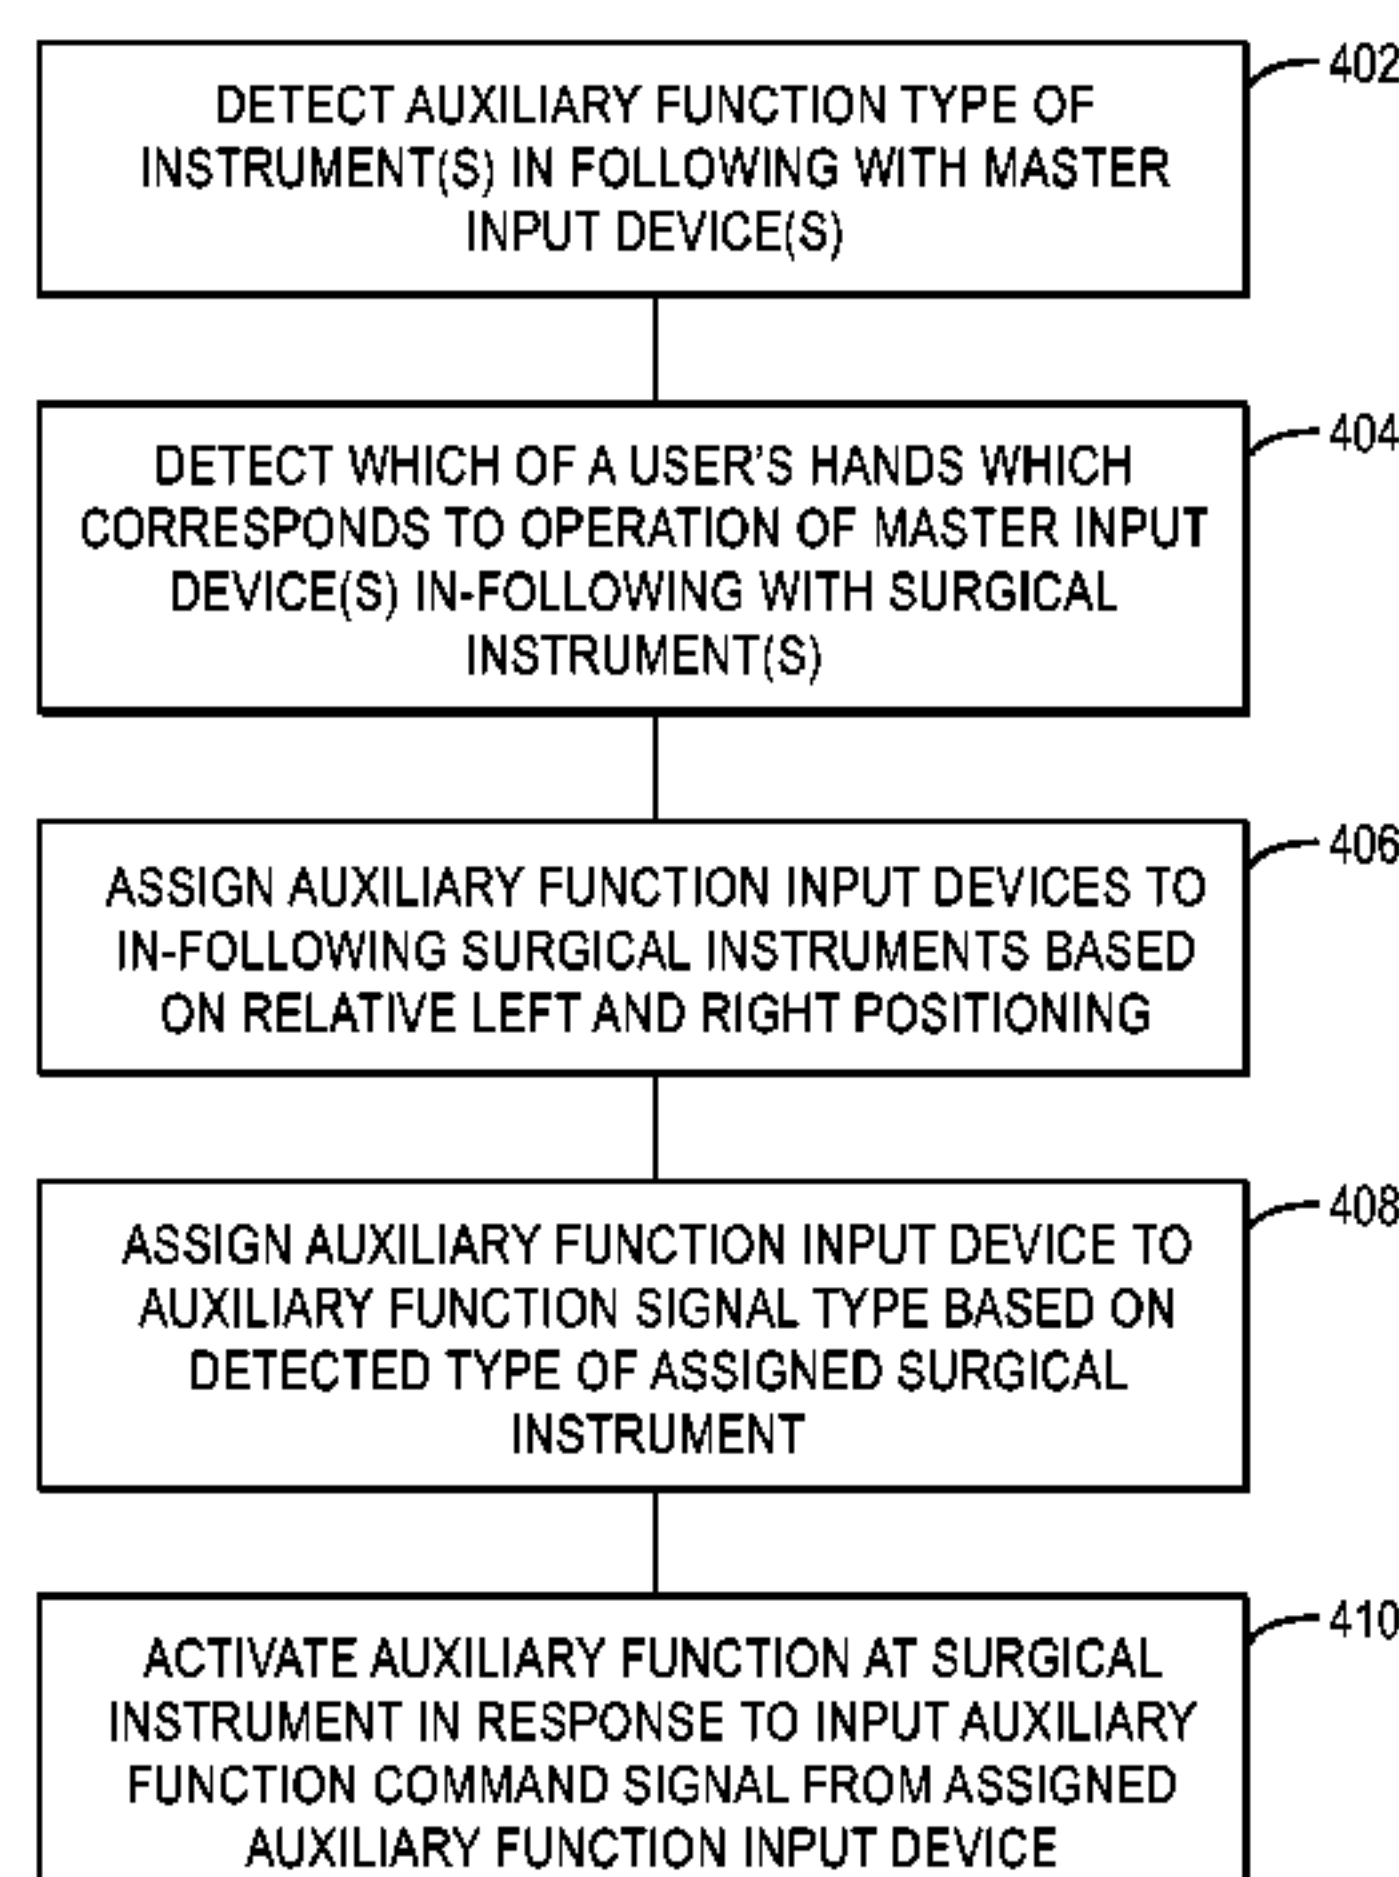 402
DETECT AUXILIARY FUNCTION TYPE OF
INSTRUMENT(S) IN FOLLOWING WITH MASTER
INPUT DEVICE(S)
404
DETECT WHICH OF A USER'S HANDS WHICH
CORRESPONDS TO OPERATION OF MASTER INPUT
DEVICE(S) IN-FOLLOWING WITH SURGICAL
INSTRUMENT(S)
406
ASSIGN AUXILIARY FUNCTION INPUT DEVICES TO
IN-FOLLOWING SURGICAL INSTRUMENTS BASED
ON RELATIVE LEFT AND RIGHT POSITIONING
408
ASSIGN AUXILIARY FUNCTION INPUT DEVICE TO
AUXILIARY FUNCTION SIGNAL TYPE BASED ON
DETECTED TYPE OF ASSIGNED SURGICAL
INSTRUMENT
410
ACTIVATE AUXILIARY FUNCTION AT SURGICAL
INSTRUMENT IN RESPONSE TO INPUT AUXILIARY
FUNCTION COMMAND SIGNAL FROM ASSIGNED
AUXILIARY FUNCTION INPUT DEVICE